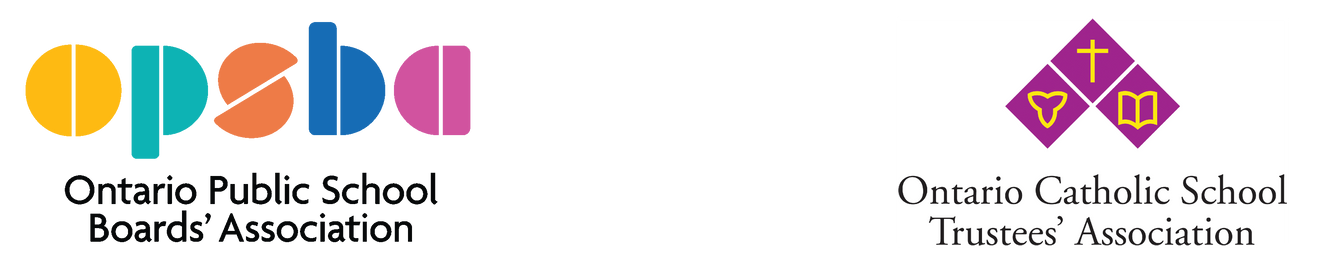 opsba
Ontario Public School
Boards’ Association
Ontario Catholic School
Trustees’ Association